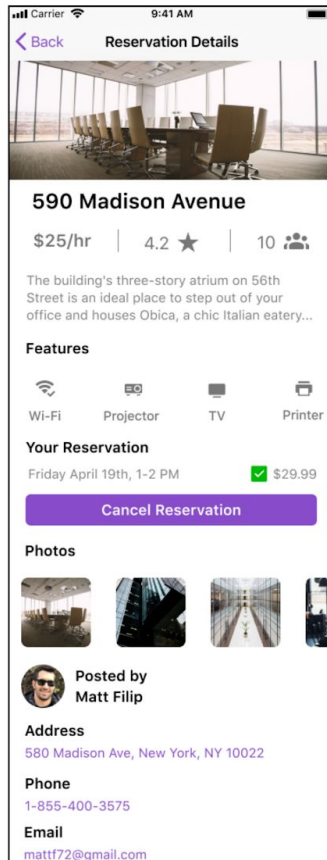 Carrier 9:41 AM
Back Reservation Details
590 Madison Avenue
$25/hr 4.2 10
The building's three-story atrium on 56th
Street is an ideal place to step out of your
office and houses Obica, a chic Italian eatery...
Features
Wi-Fi Projector TV Printer
Your Reservation
Friday April 19th, 1-2 PM $29.99
Cancel Reservation
Photos
Posted by
Matt Filip
Address
580 Madison Ave, New York, NY 10022
Phone
1-855-400-3575
Email
mattf72@gmail.com